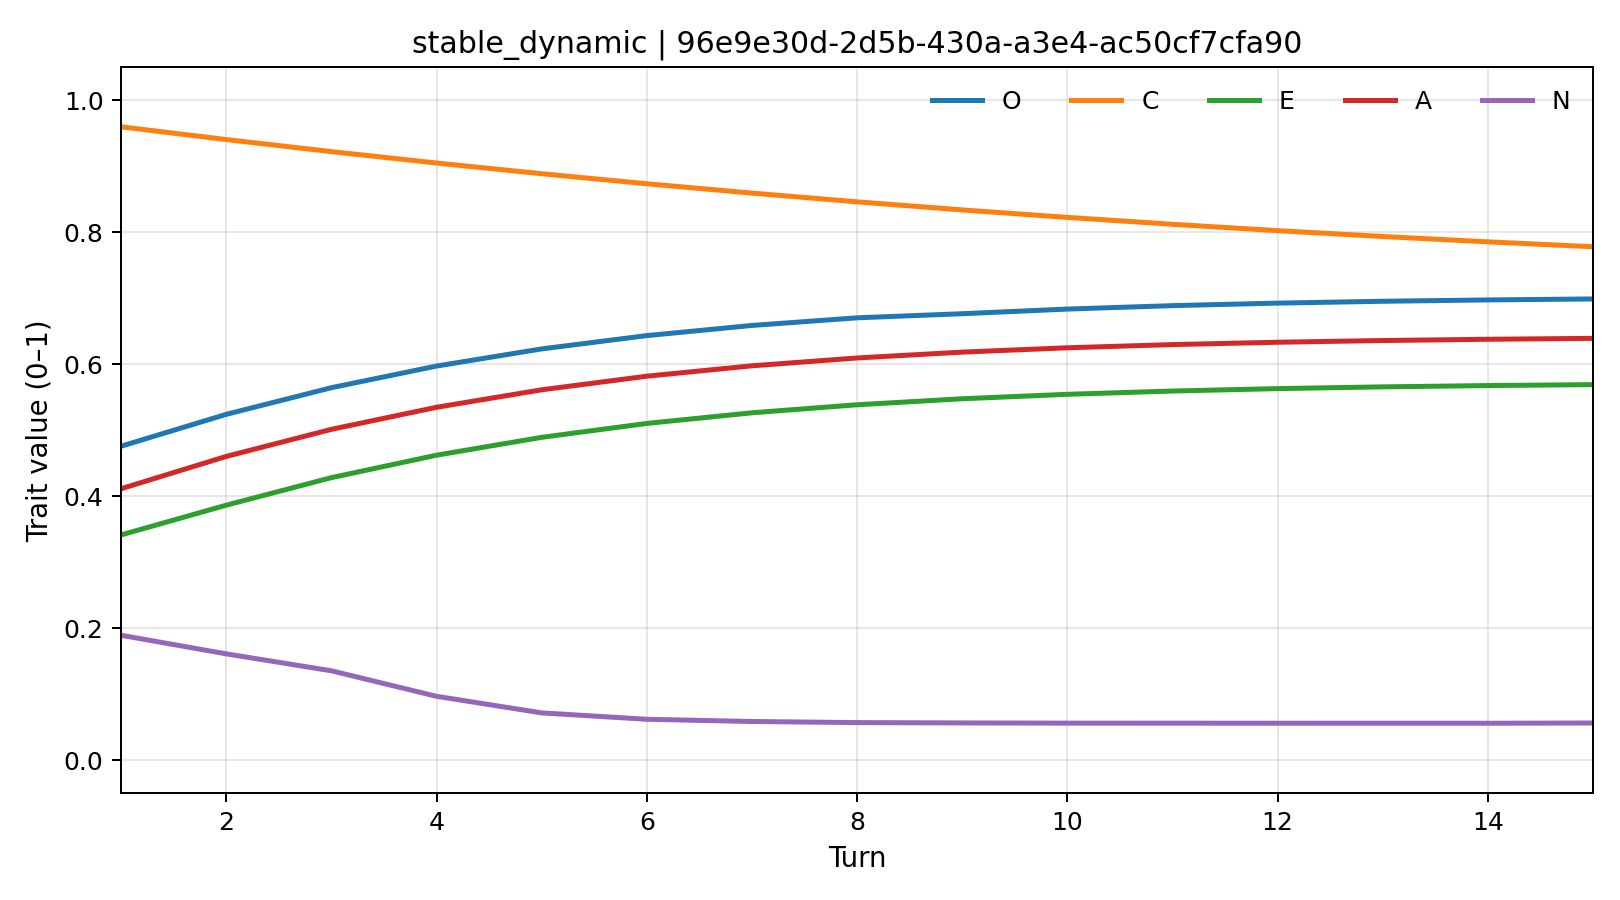 stable_dynamic | 96e9e30d-2d5b-430a-a3e4-ac50cf7cfa90
O C E A N
1.0
0.8
0.6
0.4
0.2
0.0
Trait value (0–1)
2 4 6 8 10 12 14
Turn